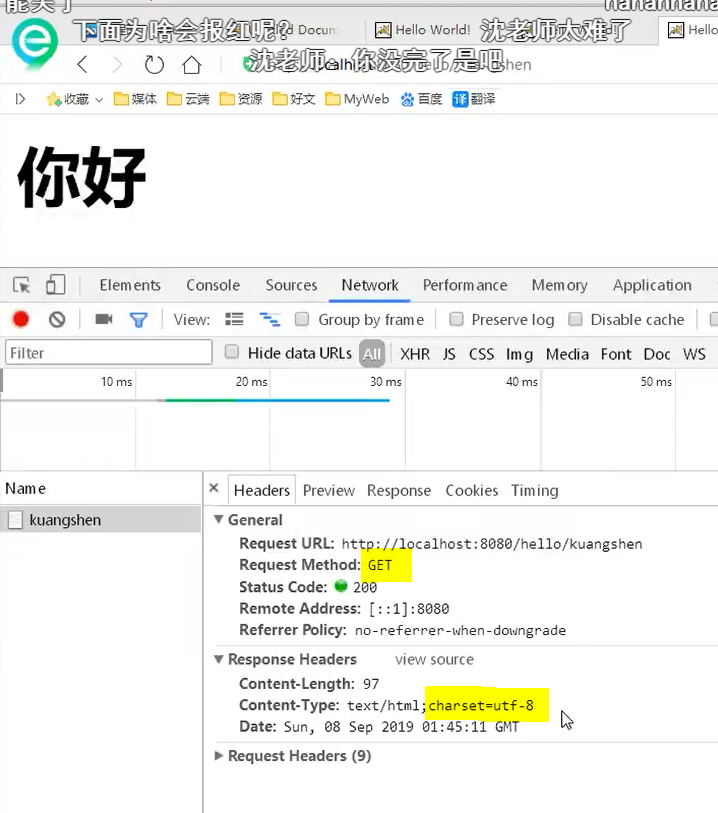 能关了
hahahhaha
下面为啥会报红呢？
Hello World!
沈老师太难了
Hello
沈老师，你没完了是吧
收藏 媒体 云端 资源 好文 MyWeb 百度 译 翻译
你好
Elements Console Sources Network Performance Memory Application
View: Group by frame Preserve log Disable cache
Filter Hide data URLs All XHR JS CSS Img Media Font Doc WS
10 ms 20 ms 30 ms 40 ms 50 ms
Name × Headers Preview Response Cookies Timing
kuangshen
General
Request URL: http://localhost:8080/hello/kuangshen
Request Method: GET
Status Code: 200
Remote Address: [::1]:8080
Referrer Policy: no-referrer-when-downgrade
Response Headers view source
Content-Length: 97
Content-Type: text/html;charset=utf-8
Date: Sun, 08 Sep 2019 01:45:11 GMT
Request Headers (9)